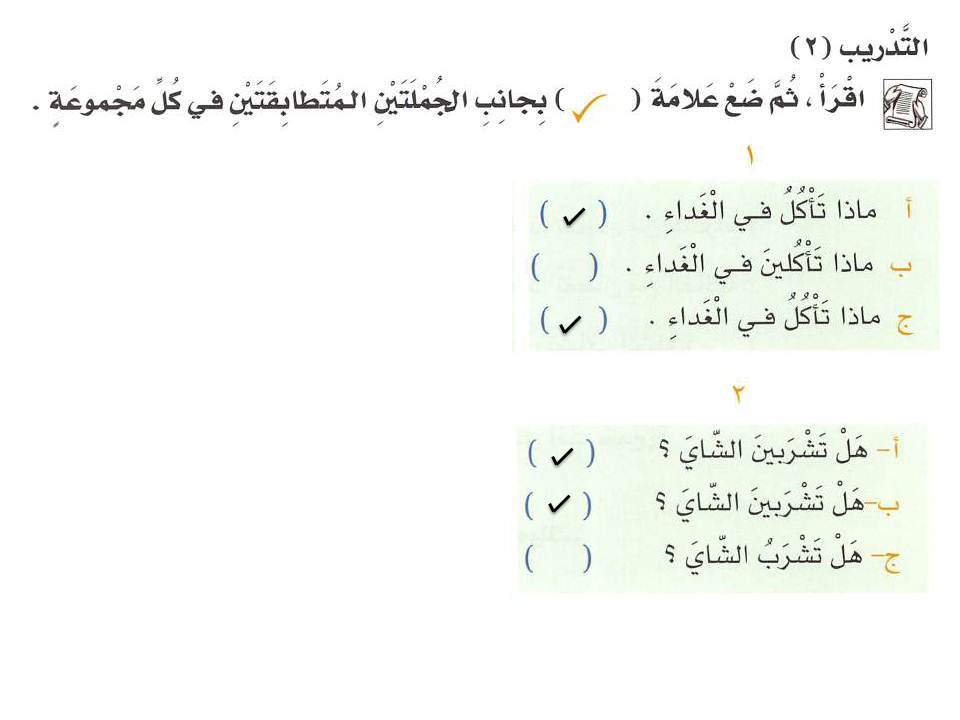 التَّدْريب (٢)
اقْرَأْ ، ثُمَّ ضَعْ عَلامَةَ ( ✓ ) بِجانِبِ الجُمْلَتَيْنِ المُتَطابِقَتَيْنِ في كُلِّ مَجْموعَةٍ .
١
أ ماذا تَأْكُلُ في الْغَداءِ . ( ✓ )
ب ماذا تَأْكُلينَ في الْغَداءِ . ( )
ج ماذا تَأْكُلُ في الْغَداءِ . ( ✓ )
٢
أ- هَلْ تَشْرَبينَ الشّايَ ؟ ( ✓ )
ب- هَلْ تَشْرَبينَ الشّايَ ؟ ( ✓ )
ج- هَلْ تَشْرَبُ الشّايَ ؟ ( )